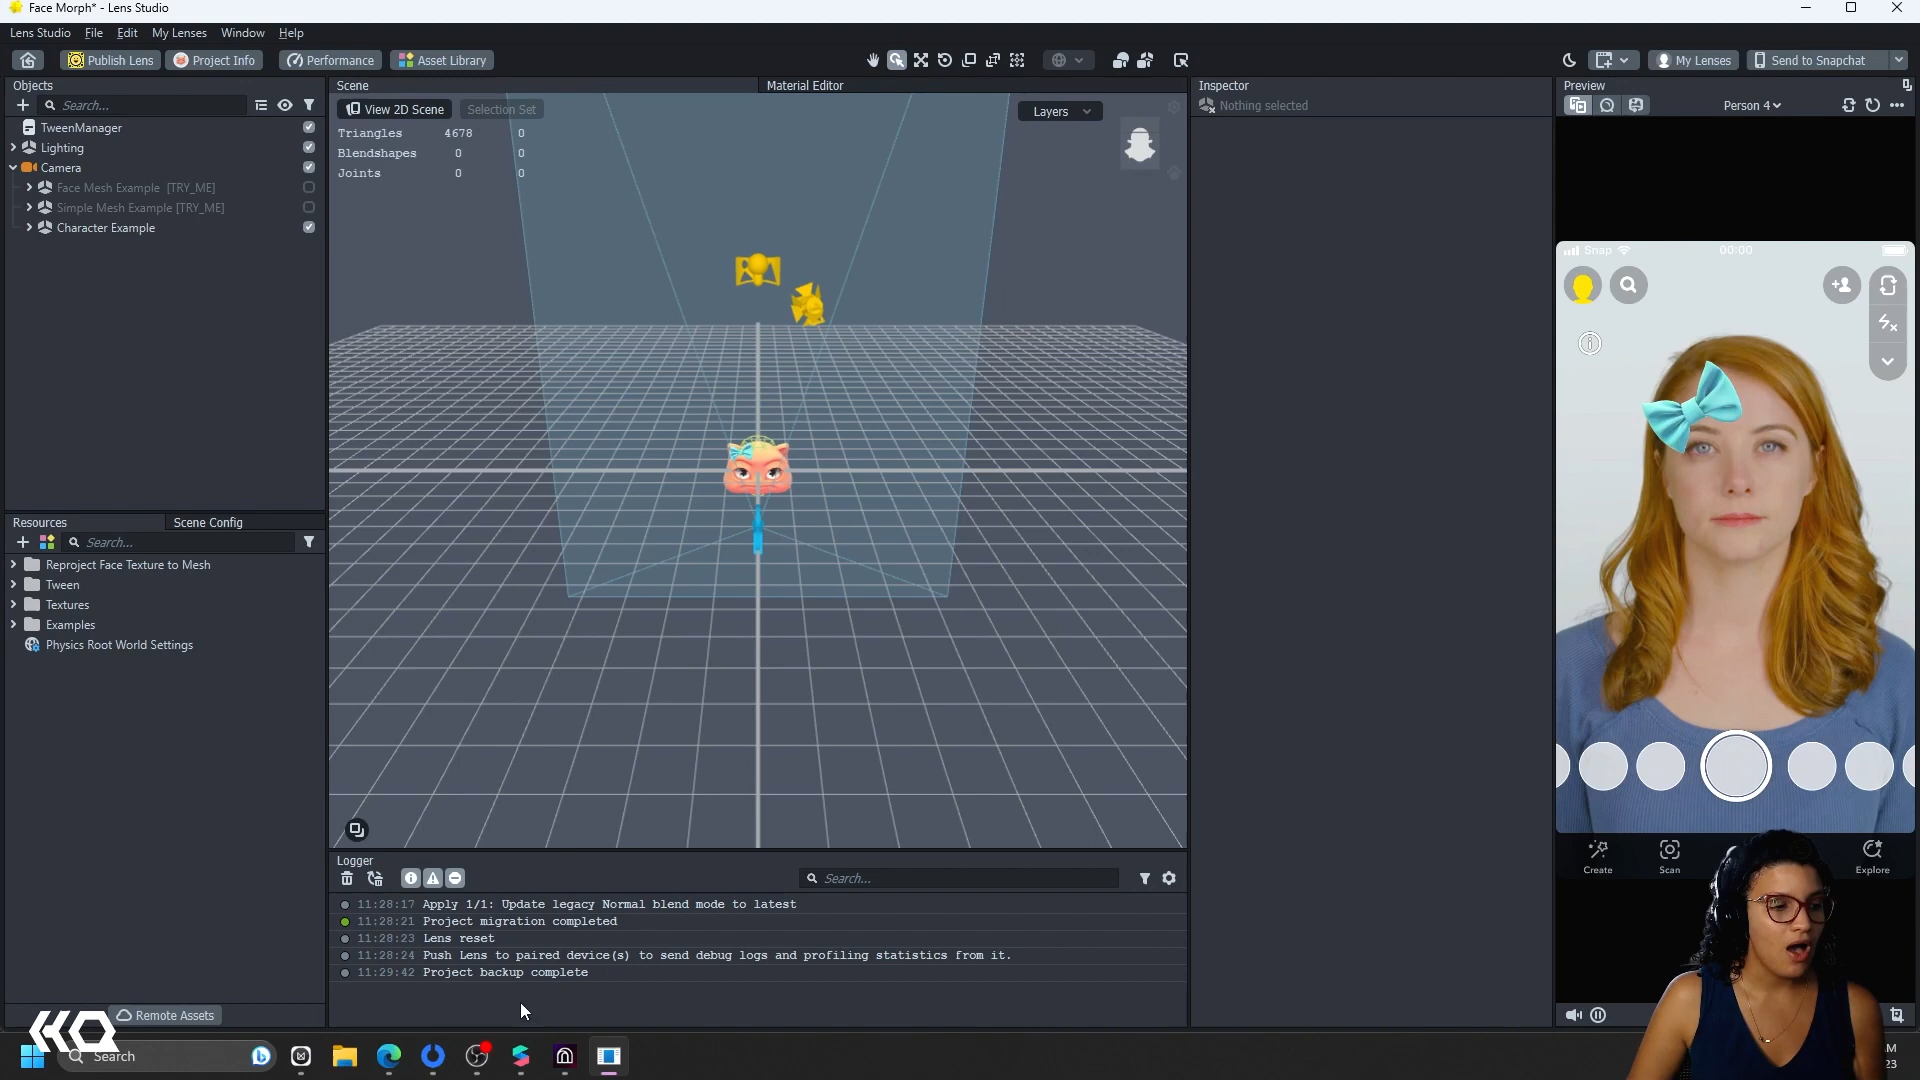 Face Morph* - Lens Studio
Lens Studio File Edit My Lenses Window Help
Publish Lens Project Info Performance Asset Library My Lenses Send to Snapchat
Objects
Search...
TweenManager
Lighting
Camera
Face Mesh Example [TRY_ME]
Simple Mesh Example [TRY_ME]
Character Example
Resources Scene Config
Search...
Reproject Face Texture to Mesh
Tween
Textures
Examples
Physics Root World Settings
Remote Assets
Scene Material Editor
View 2D Scene Selection Set Layers
Triangles 4678 0
Blendshapes 0 0
Joints 0 0
Logger
Search...
11:28:17 Apply 1/1: Update legacy Normal blend mode to latest
11:28:21 Project migration completed
11:28:23 Lens reset
11:28:24 Push Lens to paired device(s) to send debug logs and profiling statistics from it.
11:29:42 Project backup complete
Inspector
Nothing selected
Preview
Person 4
Snap 00:00
Create Scan Explore
HQ
Search